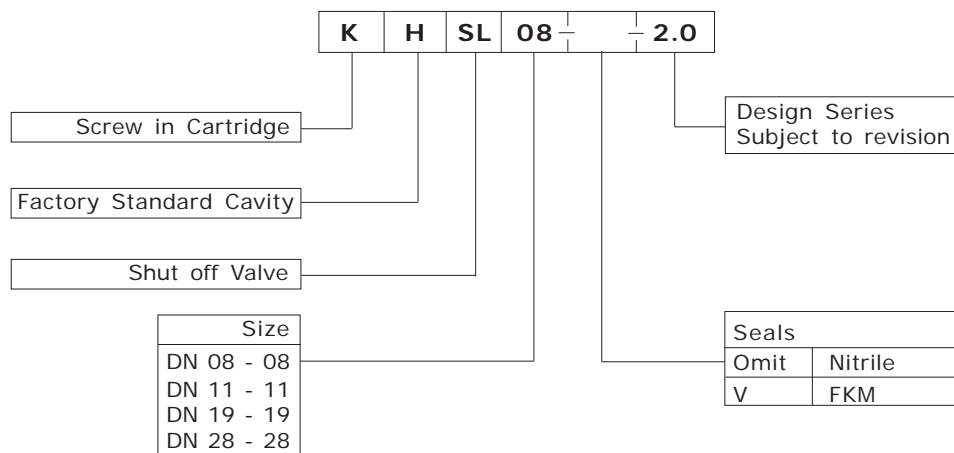 K H SL 08 - - 2.0
Design Series
Subject to revision
Screw in Cartridge
Factory Standard Cavity
Shut off Valve
Size
DN 08 - 08
DN 11 - 11
DN 19 - 19
DN 28 - 28
Seals
Omit Nitrile
V FKM